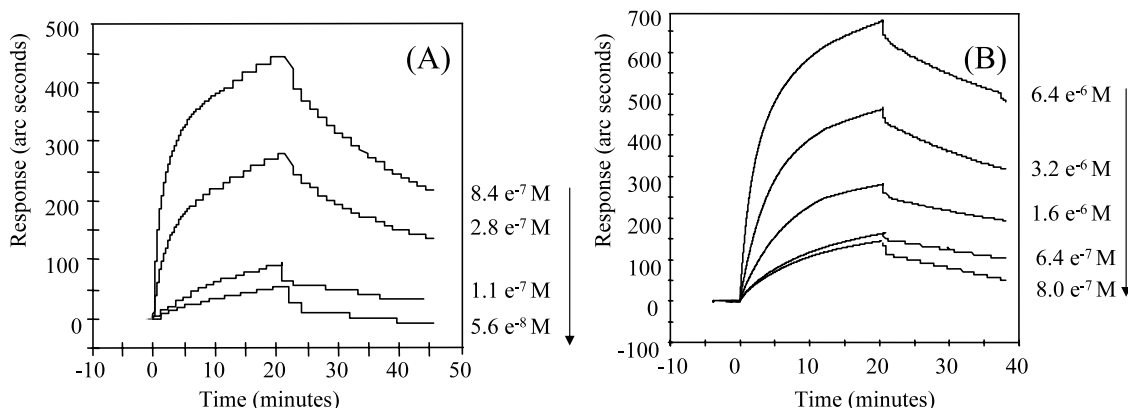 (A)
Response (arc seconds)
500
400
300
200
100
0
-10 0 10 20 30 40 50
Time (minutes)
8.4 e-7 M
2.8 e-7 M
1.1 e-7 M
5.6 e-8 M
(B)
Response (arc seconds)
700
600
500
400
300
200
100
0
-100
-10 0 10 20 30 40
Time (minutes)
6.4 e-6 M
3.2 e-6 M
1.6 e-6 M
6.4 e-7 M
8.0 e-7 M